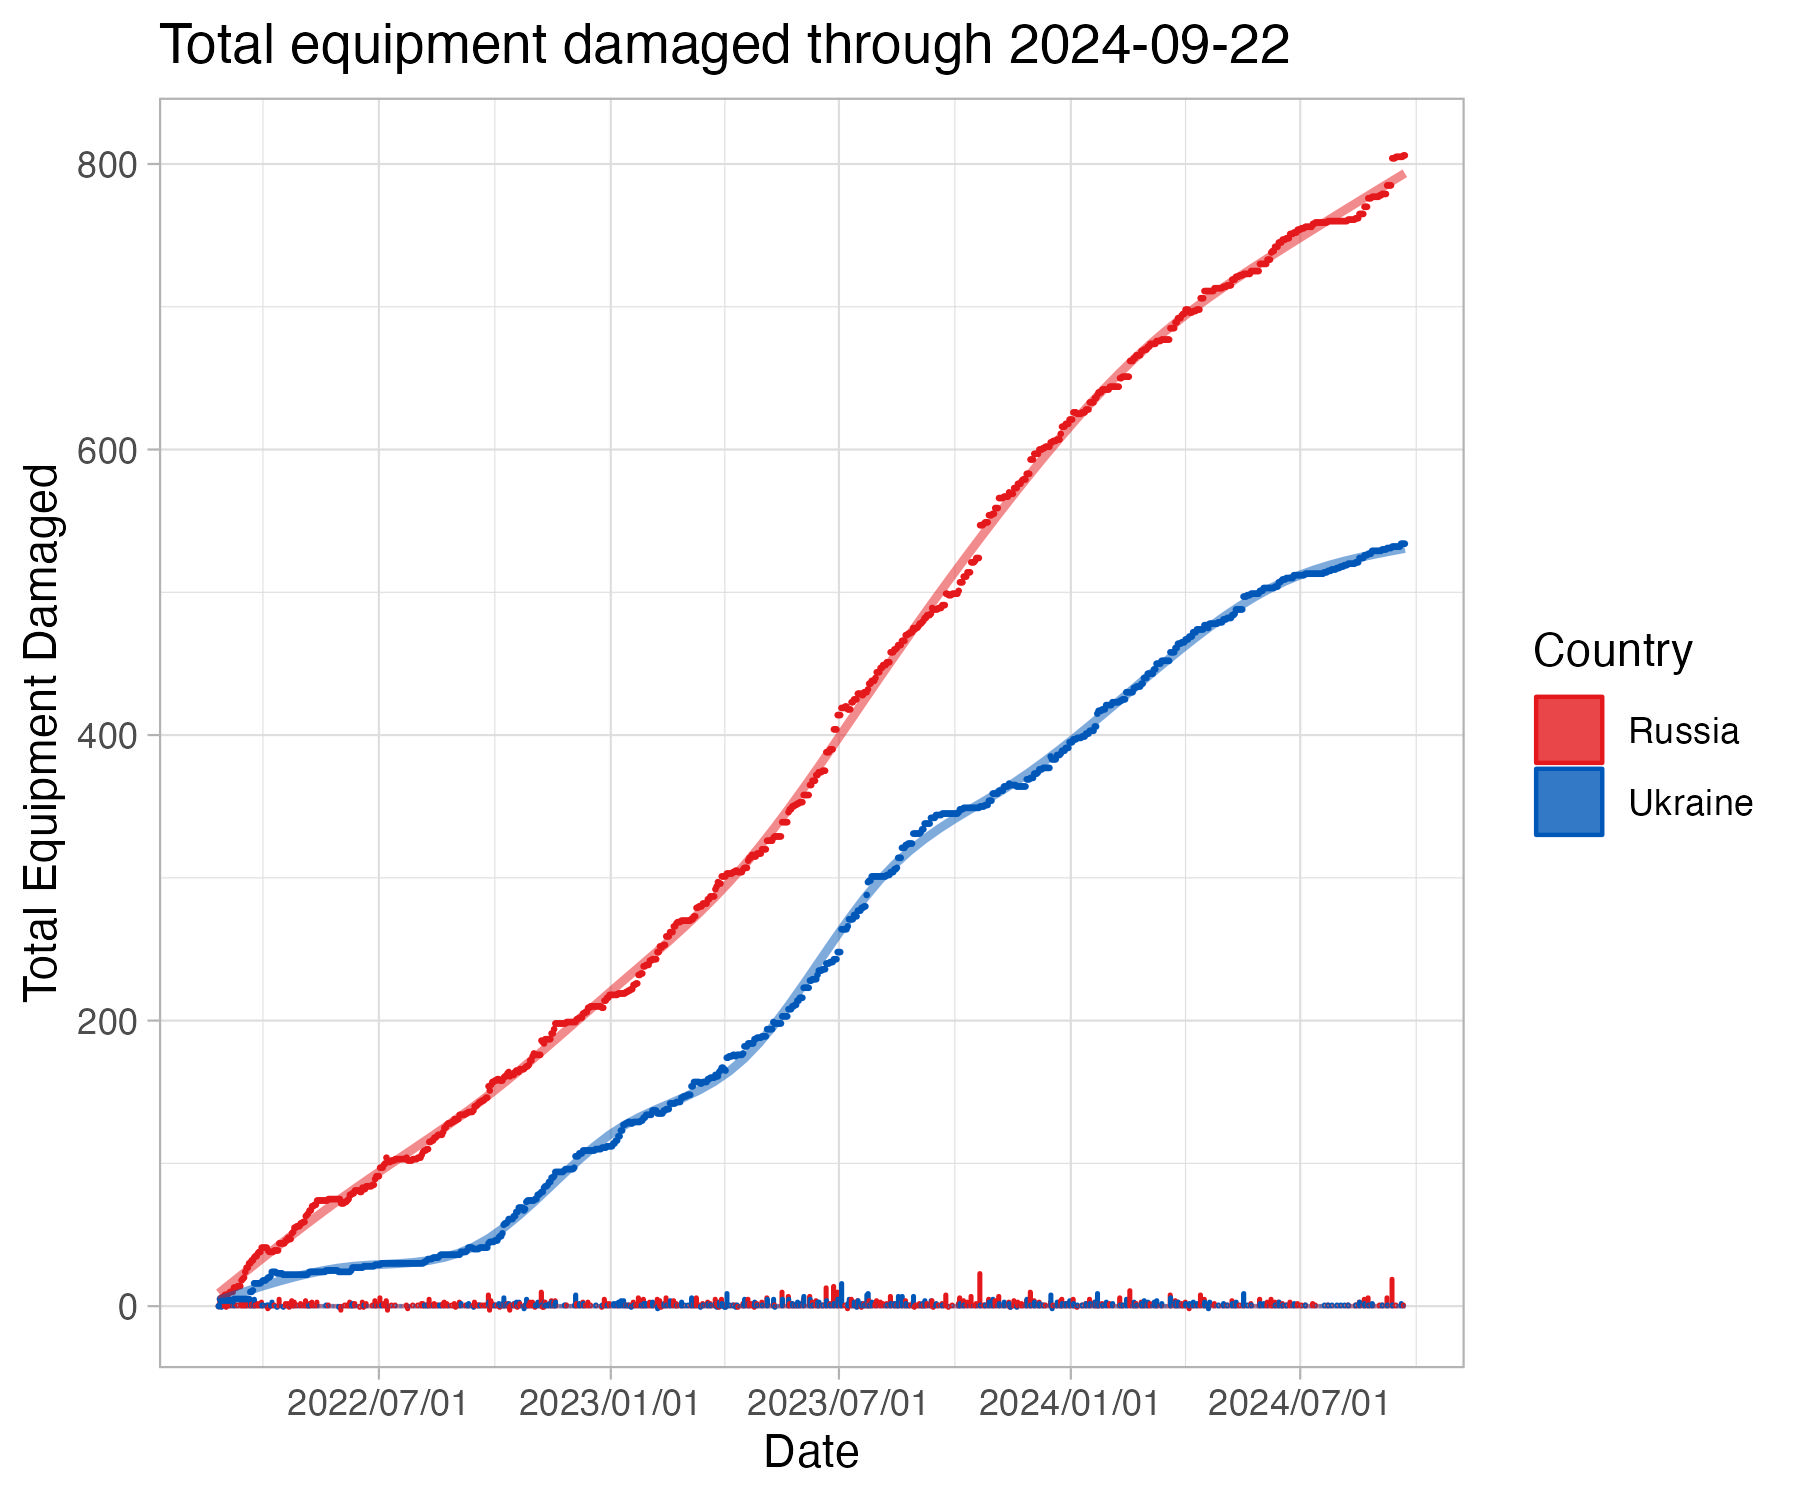 Total equipment damaged through 2024-09-22
Total Equipment Damaged
800
600
400
200
0
2022/07/01 2023/01/01 2023/07/01 2024/01/01 2024/07/01
Date
Country
Russia
Ukraine